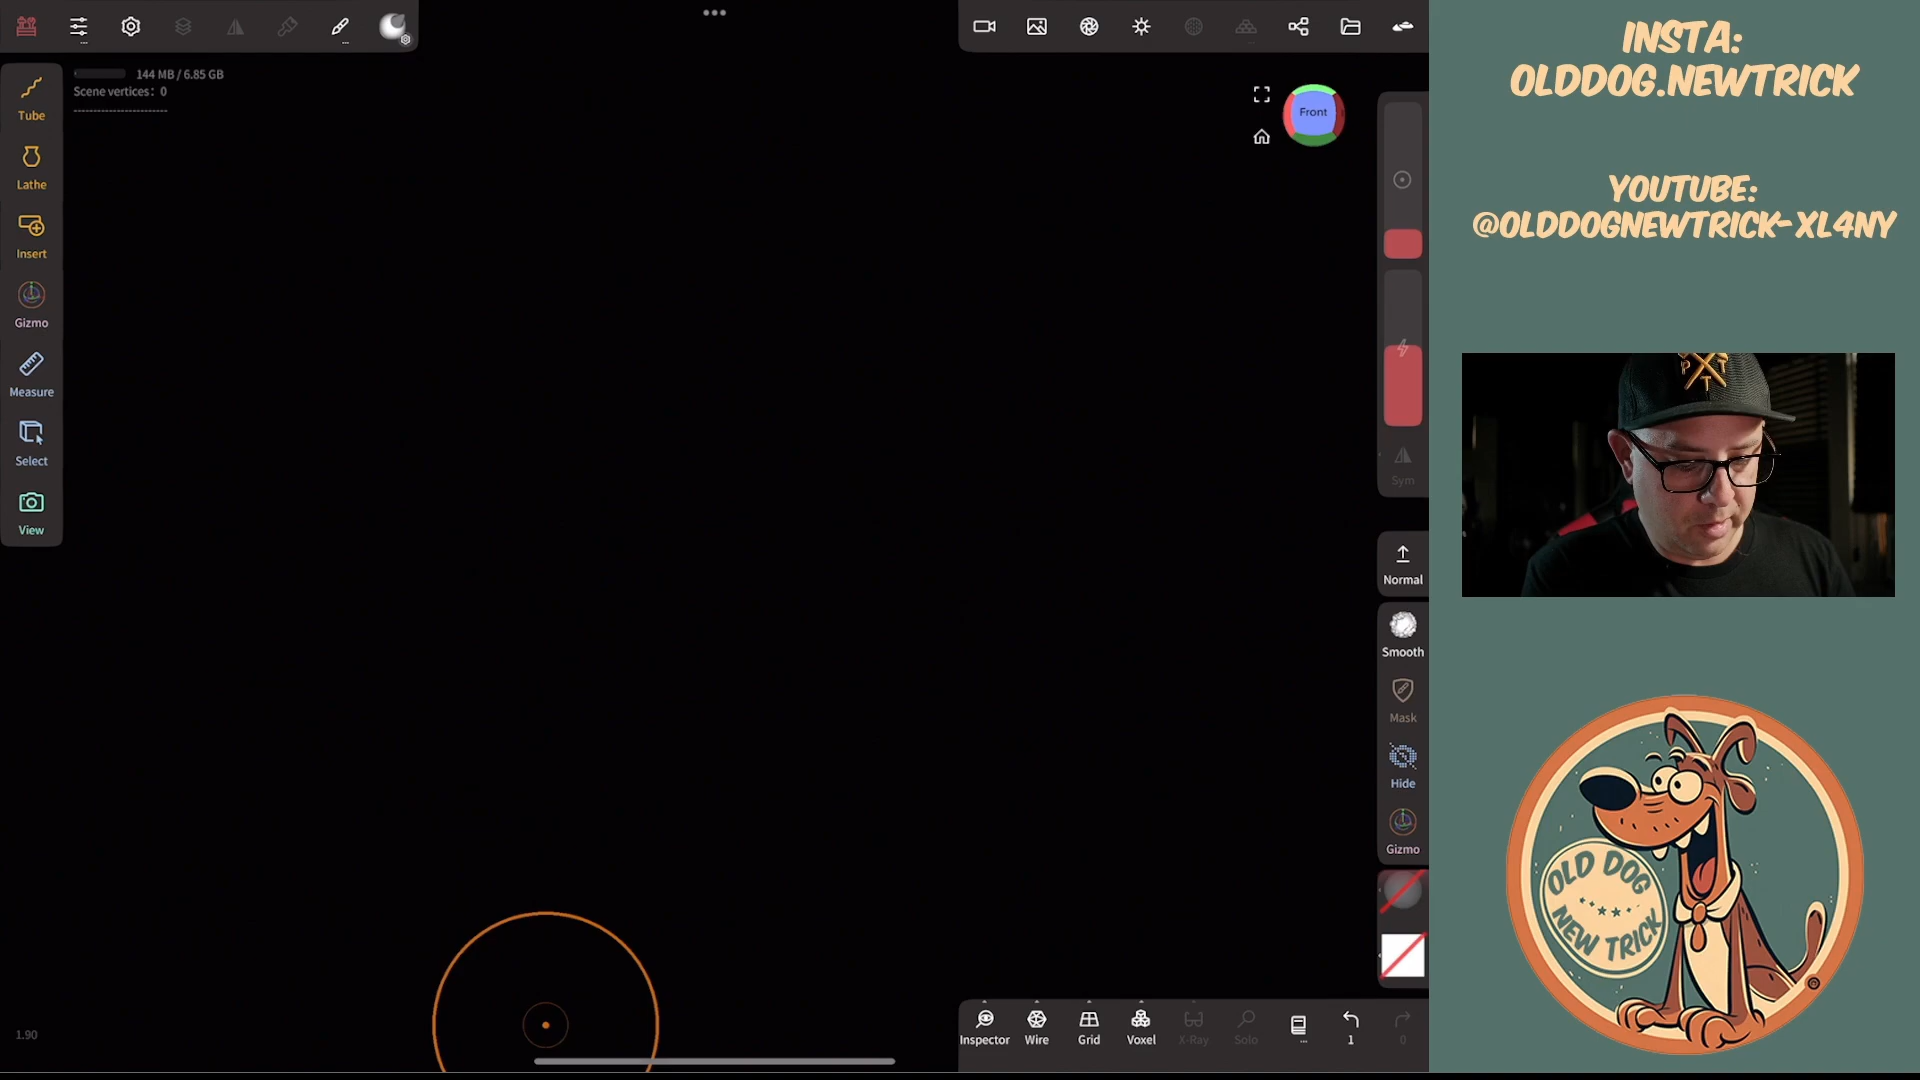 144 MB / 6.85 GB
Scene vertices: 0
Tube
Lathe
Insert
Gizmo
Measure
Select
View
1.90
Front
Sym
Normal
Smooth
Mask
Hide
Gizmo
Inspector
Wire
Grid
Voxel
X-Ray
Solo
1
0
INSTA:
OLDDOG.NEWTRICK
YOUTUBE:
@OLDDOGNEWTRICK-XL4NY
P T
T
OLD DOG
NEW TRICK